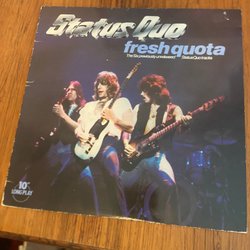 Status Quo
fresh quota
The Six previously unreleased Status Quo tracks
10"
LONG PLAY